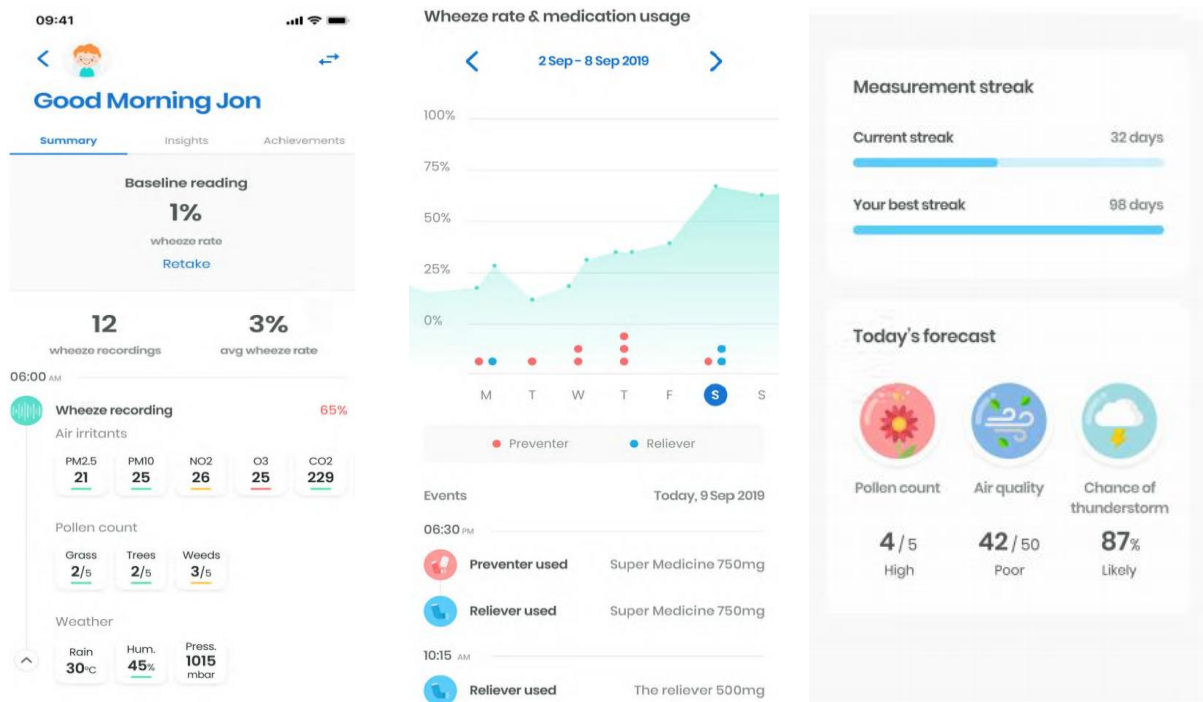 09:41
Good Morning Jon
Summary Insights Achievements
Baseline reading
1%
wheeze rate
Retake
12 3%
wheeze recordings avg wheeze rate
06:00 AM
Wheeze recording 65%
Air irritants
PM2.5 PM10 NO2 O3 CO2
21 25 26 25 229
Pollen count
Grass Trees Weeds
2/5 2/5 3/5
Weather
Rain Hum. Press.
30°C 45% 1015
mbar
Wheeze rate & medication usage
2 Sep - 8 Sep 2019
100%
75%
50%
25%
0%
M T W T F S S
Preventer Reliever
Events Today, 9 Sep 2019
06:30 PM
Preventer used Super Medicine 750mg
Reliever used Super Medicine 750mg
10:15 AM
Reliever used The reliever 500mg
Measurement streak
Current streak 32 days
Your best streak 98 days
Today's forecast
Pollen count Air quality Chance of
thunderstorm
4/5 42/50 87%
High Poor Likely